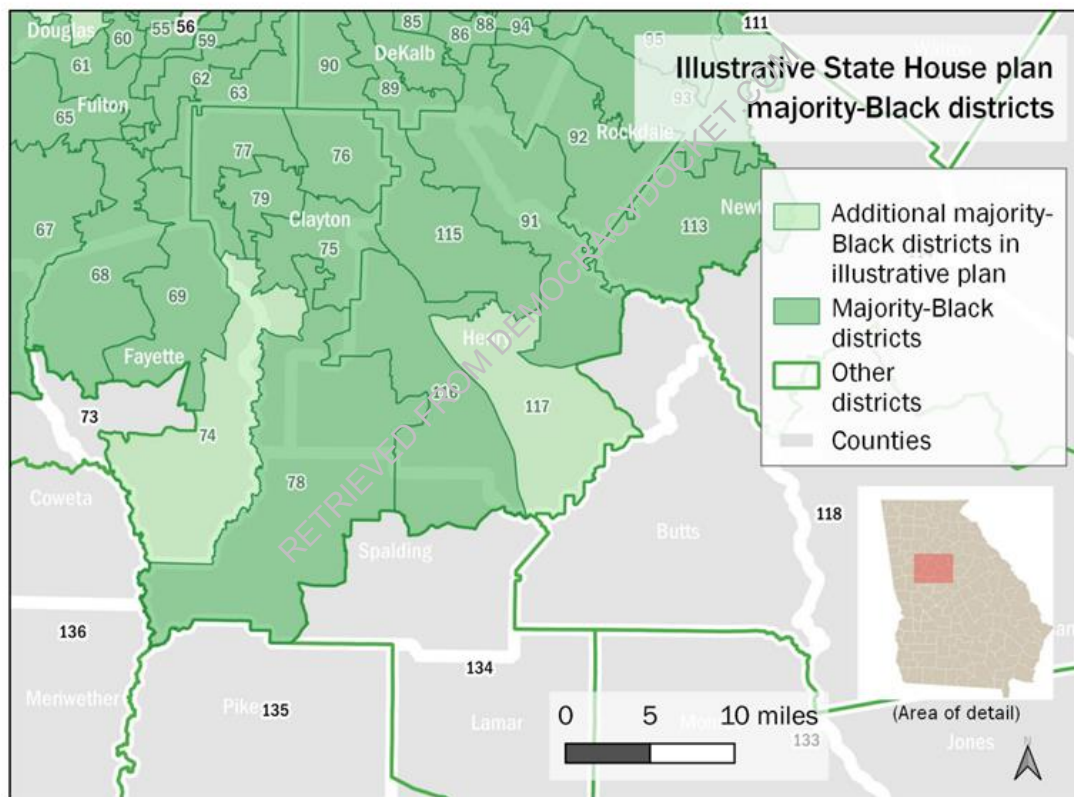 Douglas
60
55
56
59
85
86
88
94
111
Walton
DeKalb
95
61
62
90
Illustrative State House plan
majority-Black districts
63
89
93
65
Fulton
92
Rockdale
77
76
79
Clayton
67
75
115
91
Newt
113
68
69
Additional majority-
Black districts in
illustrative plan
Majority-Black
districts
Other
districts
Counties
Fayette
Henry
73
74
116
117
78
Coweta
118
Butts
Spalding
RETRIEVED FROM DEMOCRACYDOCKET.COM
136
134
Meriwether
Pike
135
Lamar
0 5 10 miles
133
(Area of detail)
Jones
N